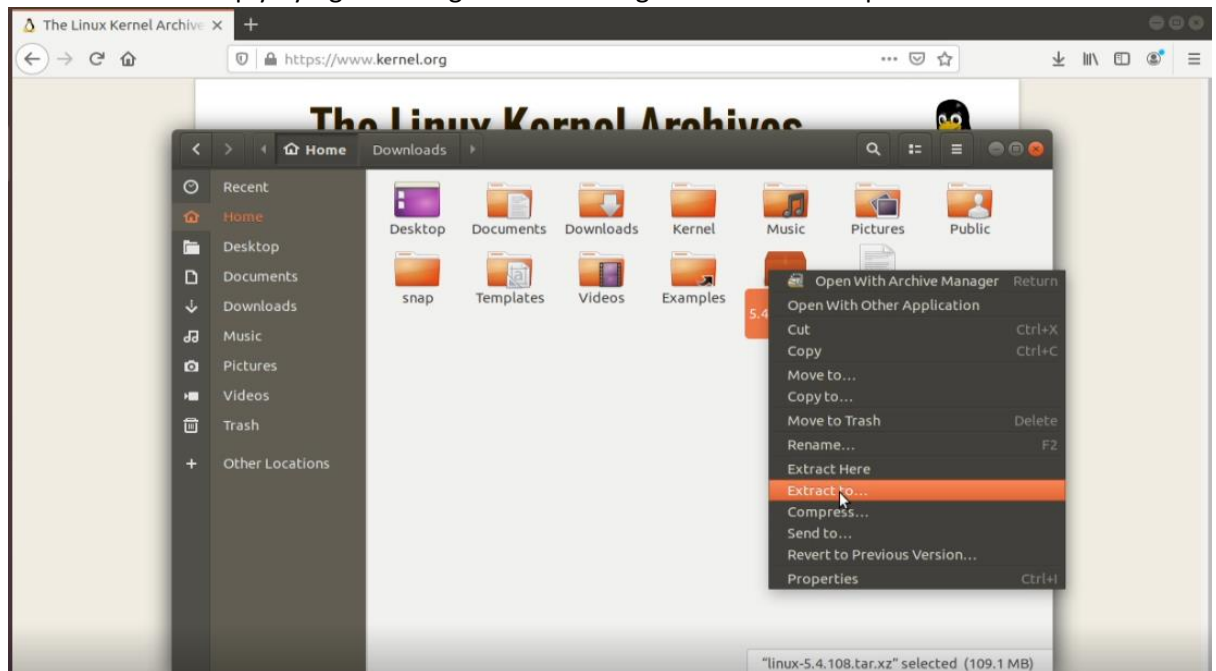 The Linux Kernel Archive
https://www.kernel.org
The Linux Kernel Archives
Home Downloads
Recent
Home
Desktop
Documents
Downloads
Music
Pictures
Videos
Trash
Other Locations
Desktop Documents Downloads Kernel Music Pictures Public
snap Templates Videos Examples
5.4
Open With Archive Manager Return
Open With Other Application
Cut Ctrl+X
Copy Ctrl+C
Move to...
Copy to...
Move to Trash Delete
Rename... F2
Extract Here
Extract to...
Compress...
Send to...
Revert to Previous Version...
Properties Ctrl+I
"linux-5.4.108.tar.xz" selected (109.1 MB)